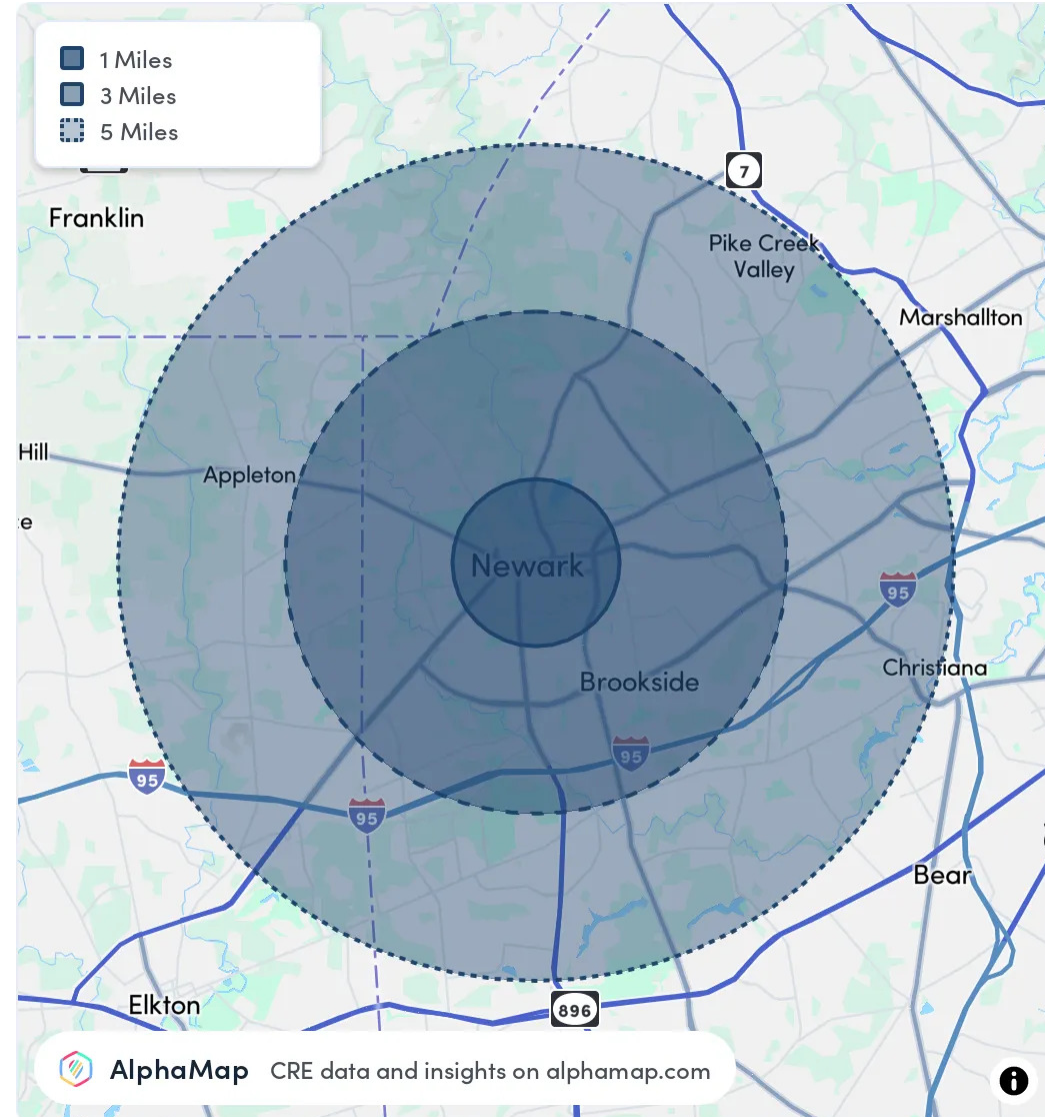 1 Miles
3 Miles
5 Miles
Franklin
7
Pike Creek
Valley
Marshallton
Hill
Appleton
te
Newark
95
Brookside
Christiana
95
95
95
Bear
Elkton
896
AlphaMap CRE data and insights on alphamap.com
i